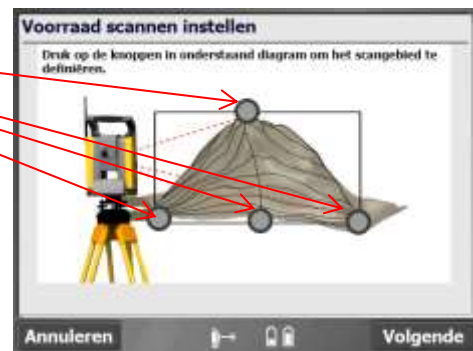 Voorraad scannen instellen
Druk op de knoppen in onderstaand diagram om het scangebied te
definiëren.
Annuleren
Volgende